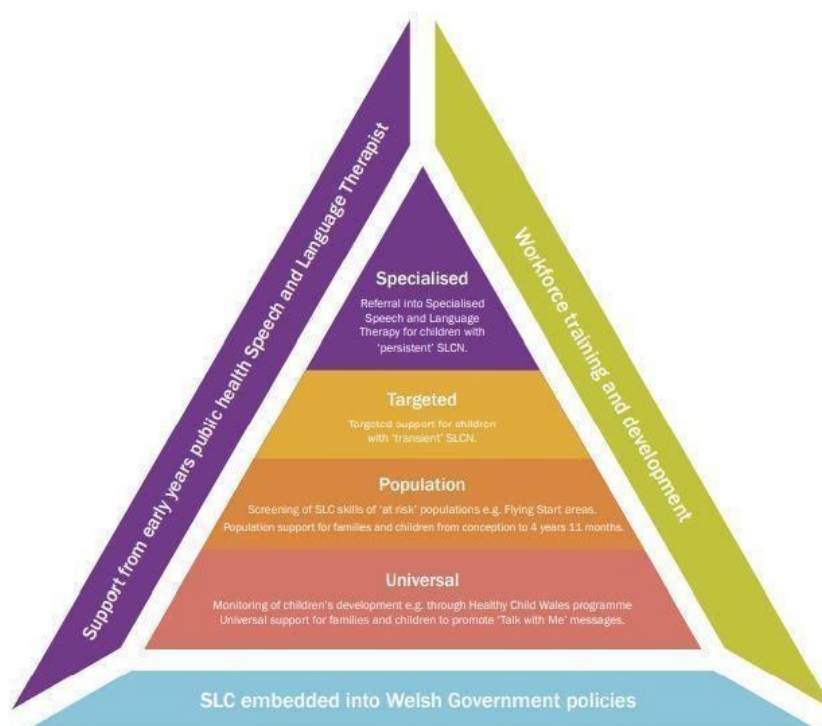 Support from early years public health Speech and Language Therapist
Workforce training and development
Specialised
Referral into Specialised
Speech and Language
Therapy for children with
‘persistent’ SLCN.
Targeted
Targeted support for children
with ‘transient’ SLCN.
Population
Screening of SLC skills of ‘at risk’ populations e.g. Flying Start areas.
Population support for families and children from conception to 4 years 11 months.
Universal
Monitoring of children’s development e.g. through Healthy Child Wales programme
Universal support for families and children to promote ‘Talk with Me’ messages.
SLC embedded into Welsh Government policies